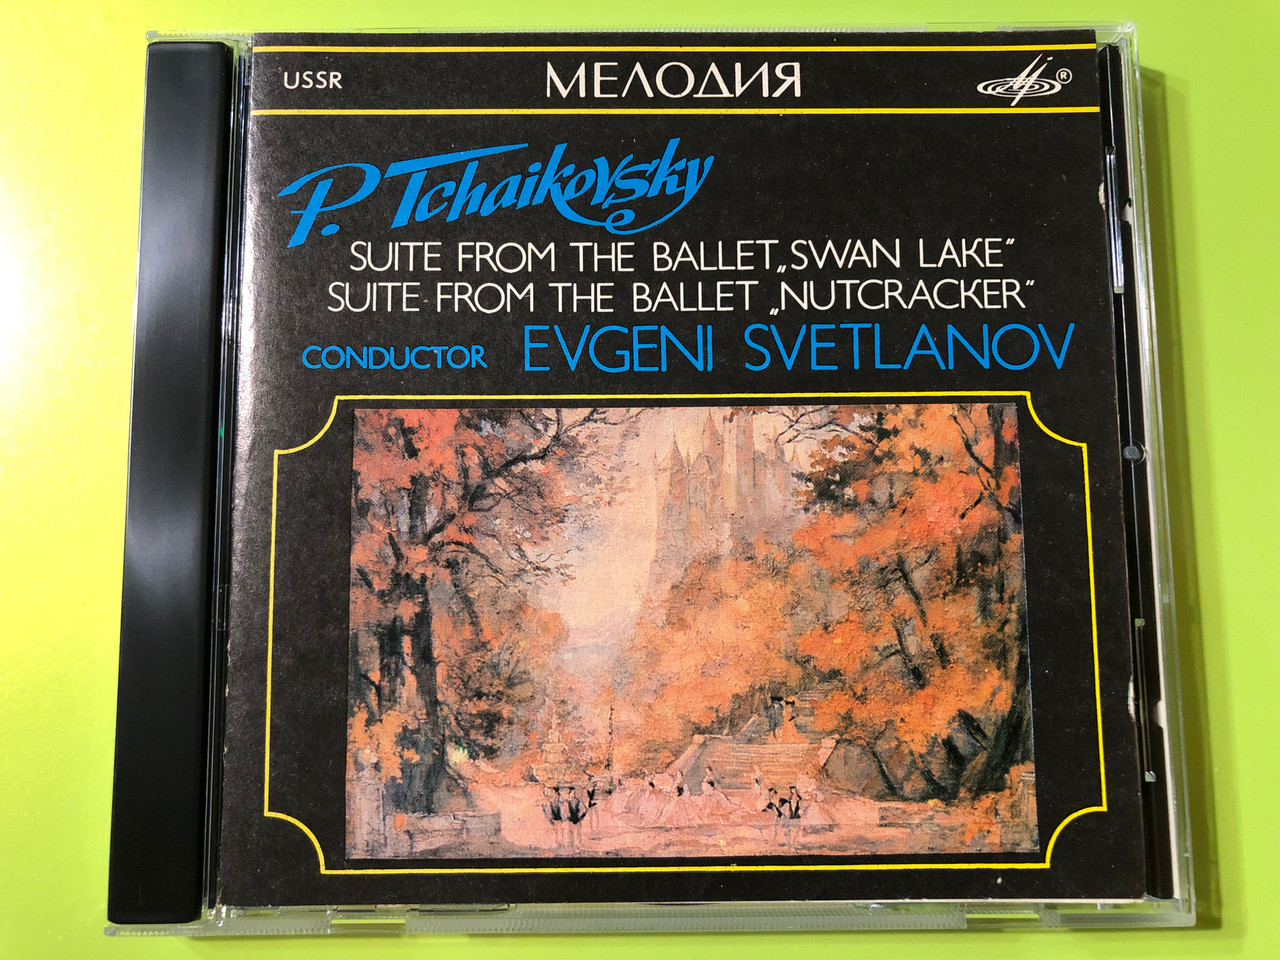 USSR
МЕЛОДИЯ
®
P. Tchaikovsky
SUITE FROM THE BALLET „SWAN LAKE“
SUITE FROM THE BALLET „NUTCRACKER“
CONDUCTOR EVGENI SVETLANOV